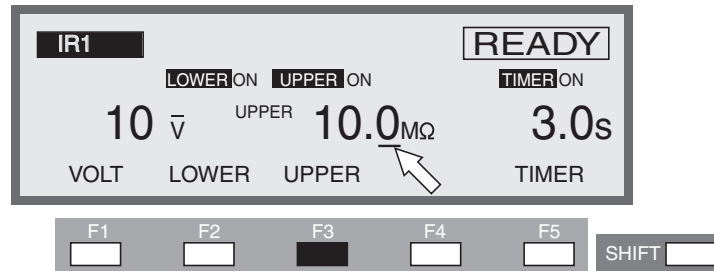 IR1 READY
LOWER ON UPPER ON TIMER ON
10 V UPPER 10.0MΩ 3.0s
VOLT LOWER UPPER TIMER
F1 F2 F3 F4 F5
SHIFT